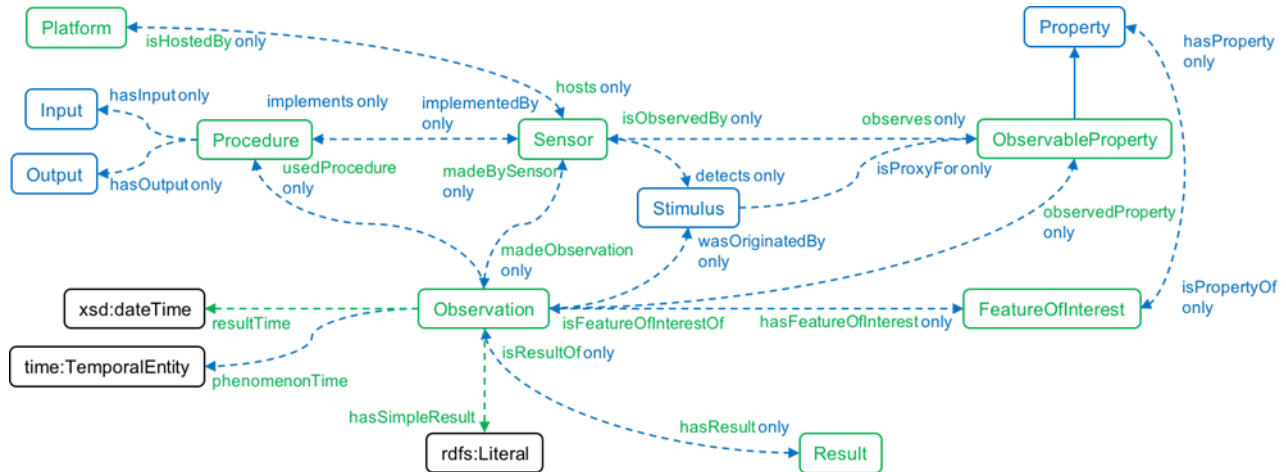 Platform
isHostedBy only
Property
hasProperty
only
Input
hasInput only
implements only
implementedBy
only
hosts only
isObservedBy only
observes only
Procedure
Sensor
ObservableProperty
Output
hasOutput only
usedProcedure
only
madeBySensor
only
detects only
isProxyFor only
Stimulus
observedProperty
only
wasOriginatedBy
only
madeObservation
only
isPropertyOf
only
xsd:dateTime
resultTime
Observation
isFeatureOfInterestOf
hasFeatureOfInterest only
FeatureOfInterest
time:TemporalEntity
phenomenonTime
isResultOf only
hasSimpleResult
hasResult only
rdfs:Literal
Result